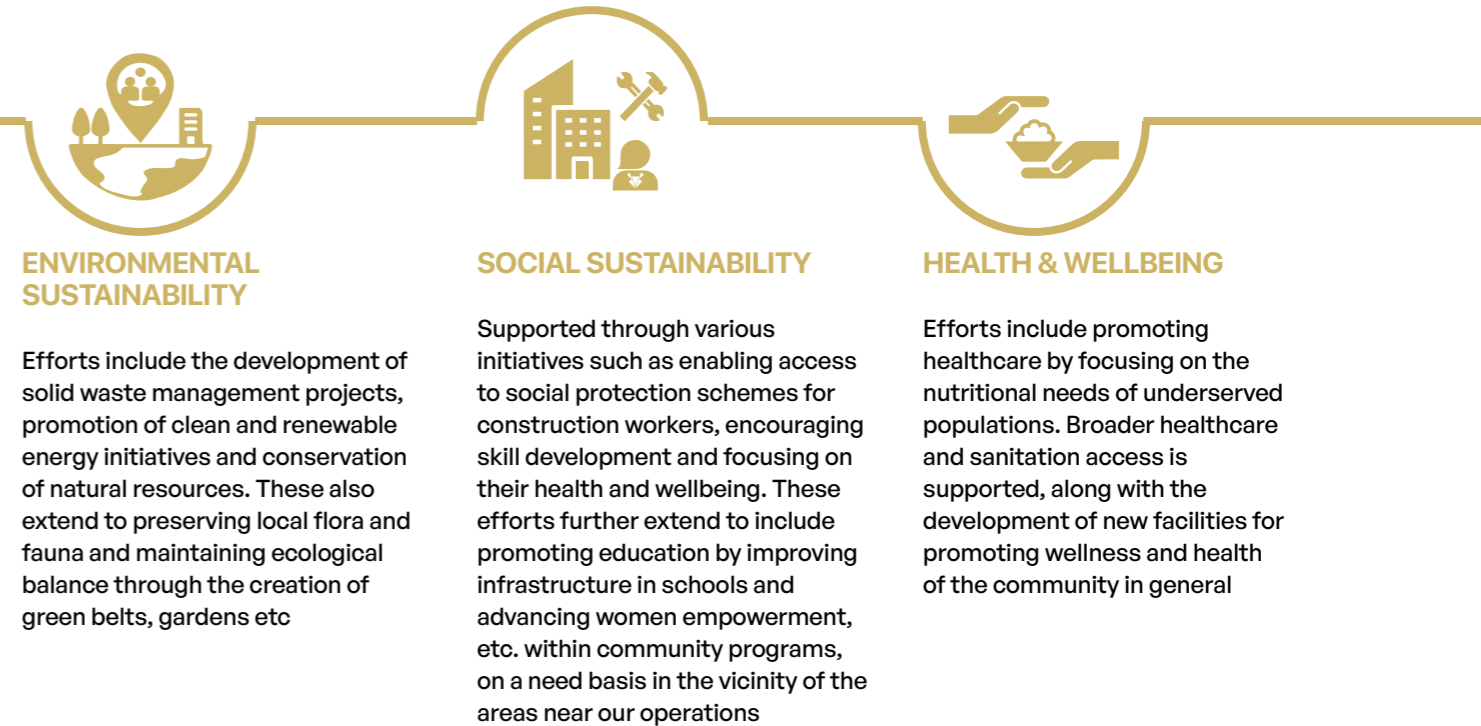 ENVIRONMENTAL
SUSTAINABILITY
Efforts include the development of
solid waste management projects,
promotion of clean and renewable
energy initiatives and conservation
of natural resources. These also
extend to preserving local flora and
fauna and maintaining ecological
balance through the creation of
green belts, gardens etc
SOCIAL SUSTAINABILITY
Supported through various
initiatives such as enabling access
to social protection schemes for
construction workers, encouraging
skill development and focusing on
their health and wellbeing. These
efforts further extend to include
promoting education by improving
infrastructure in schools and
advancing women empowerment,
etc. within community programs,
on a need basis in the vicinity of the
areas near our operations
HEALTH & WELLBEING
Efforts include promoting
healthcare by focusing on the
nutritional needs of underserved
populations. Broader healthcare
and sanitation access is
supported, along with the
development of new facilities for
promoting wellness and health
of the community in general